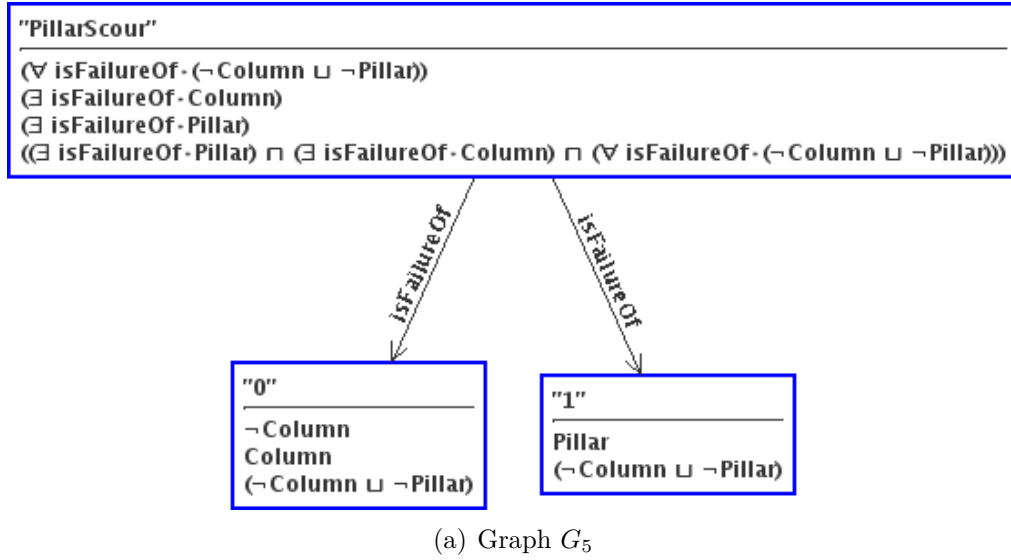 "PillarScour"
(∀ isFailureOf·(¬Column ⊔ ¬Pillar))
(∃ isFailureOf·Column)
(∃ isFailureOf·Pillar)
((∃ isFailureOf·Pillar) ⊓ (∃ isFailureOf·Column) ⊓ (∀ isFailureOf·(¬Column ⊔ ¬Pillar)))
isFailureOf
isFailureOf
"0"
¬Column
Column
(¬Column ⊔ ¬Pillar)
"1"
Pillar
(¬Column ⊔ ¬Pillar)
(a) Graph G₅